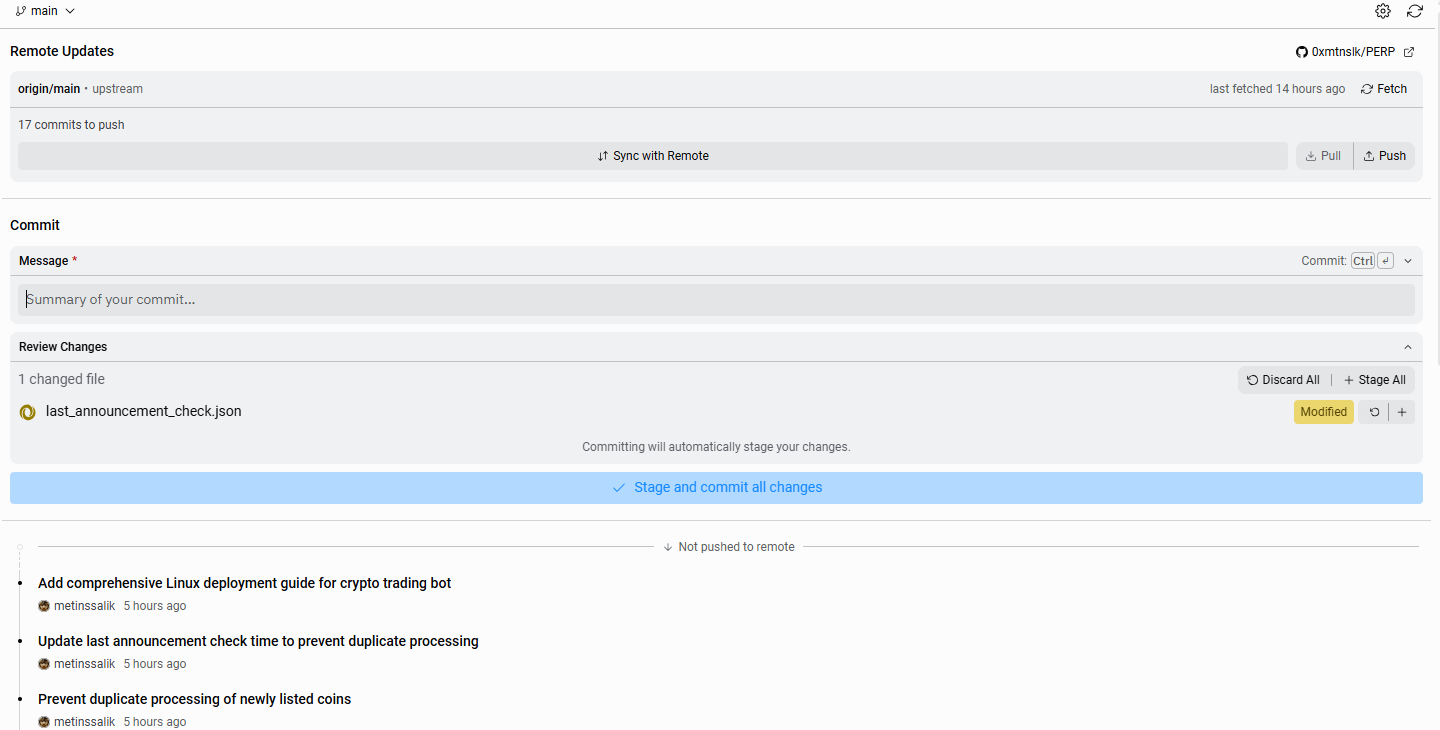 main
Remote Updates
0xmtnslk/PERP
origin/main • upstream
last fetched 14 hours ago
Fetch
17 commits to push
Sync with Remote
Pull
Push
Commit
Message *
Commit: Ctrl ↵
Summary of your commit...
Review Changes
1 changed file
Discard All
+ Stage All
last_announcement_check.json
Modified
Committing will automatically stage your changes.
Stage and commit all changes
Not pushed to remote
Add comprehensive Linux deployment guide for crypto trading bot
metinssalik 5 hours ago
Update last announcement check time to prevent duplicate processing
metinssalik 5 hours ago
Prevent duplicate processing of newly listed coins
metinssalik 5 hours ago